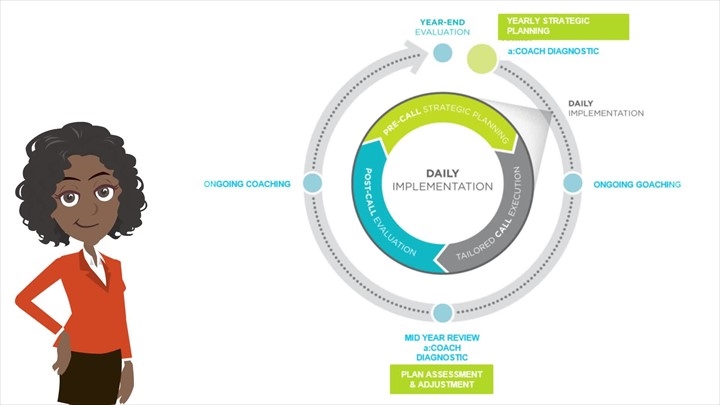 YEAR-END
EVALUATION
YEARLY STRATEGIC
PLANNING
a:COACH DIAGNOSTIC
DAILY
IMPLEMENTATION
PRE-CALL STRATEGIC PLANNING
TAILORED CALL EXECUTION
POST-CALL EVALUATION
DAILY
IMPLEMENTATION
ONGOING COACHING
ONGOING GOACHING
MID YEAR REVIEW
a:COACH
DIAGNOSTIC
PLAN ASSESSMENT
& ADJUSTMENT